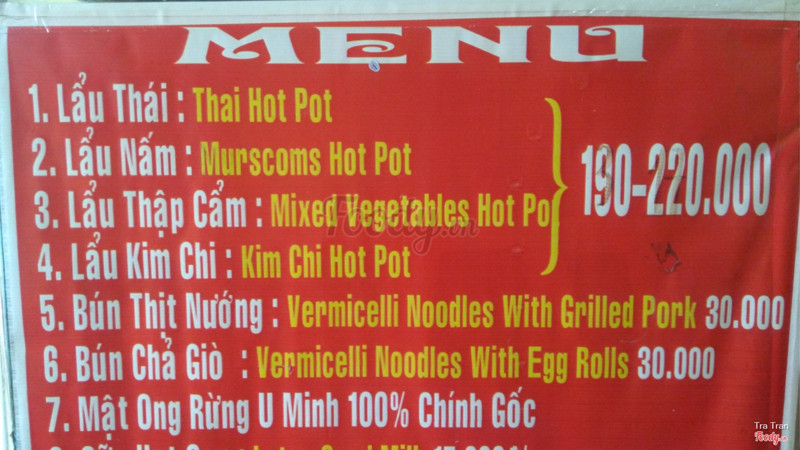 MENU
1. Lẩu Thái : Thai Hot Pot
2. Lẩu Nấm : Murscoms Hot Pot
3. Lẩu Thập Cẩm : Mixed Vegetables Hot Po
4. Lẩu Kim Chi : Kim Chi Hot Pot
190-220.000
5. Bún Thịt Nướng : Vermicelli Noodles With Grilled Pork 30.000
6. Bún Chả Giò : Vermicelli Noodles With Egg Rolls 30.000
7. Mật Ong Rừng U Minh 100% Chính Gốc
Foody.vn
Tra Tran
Foody.vn